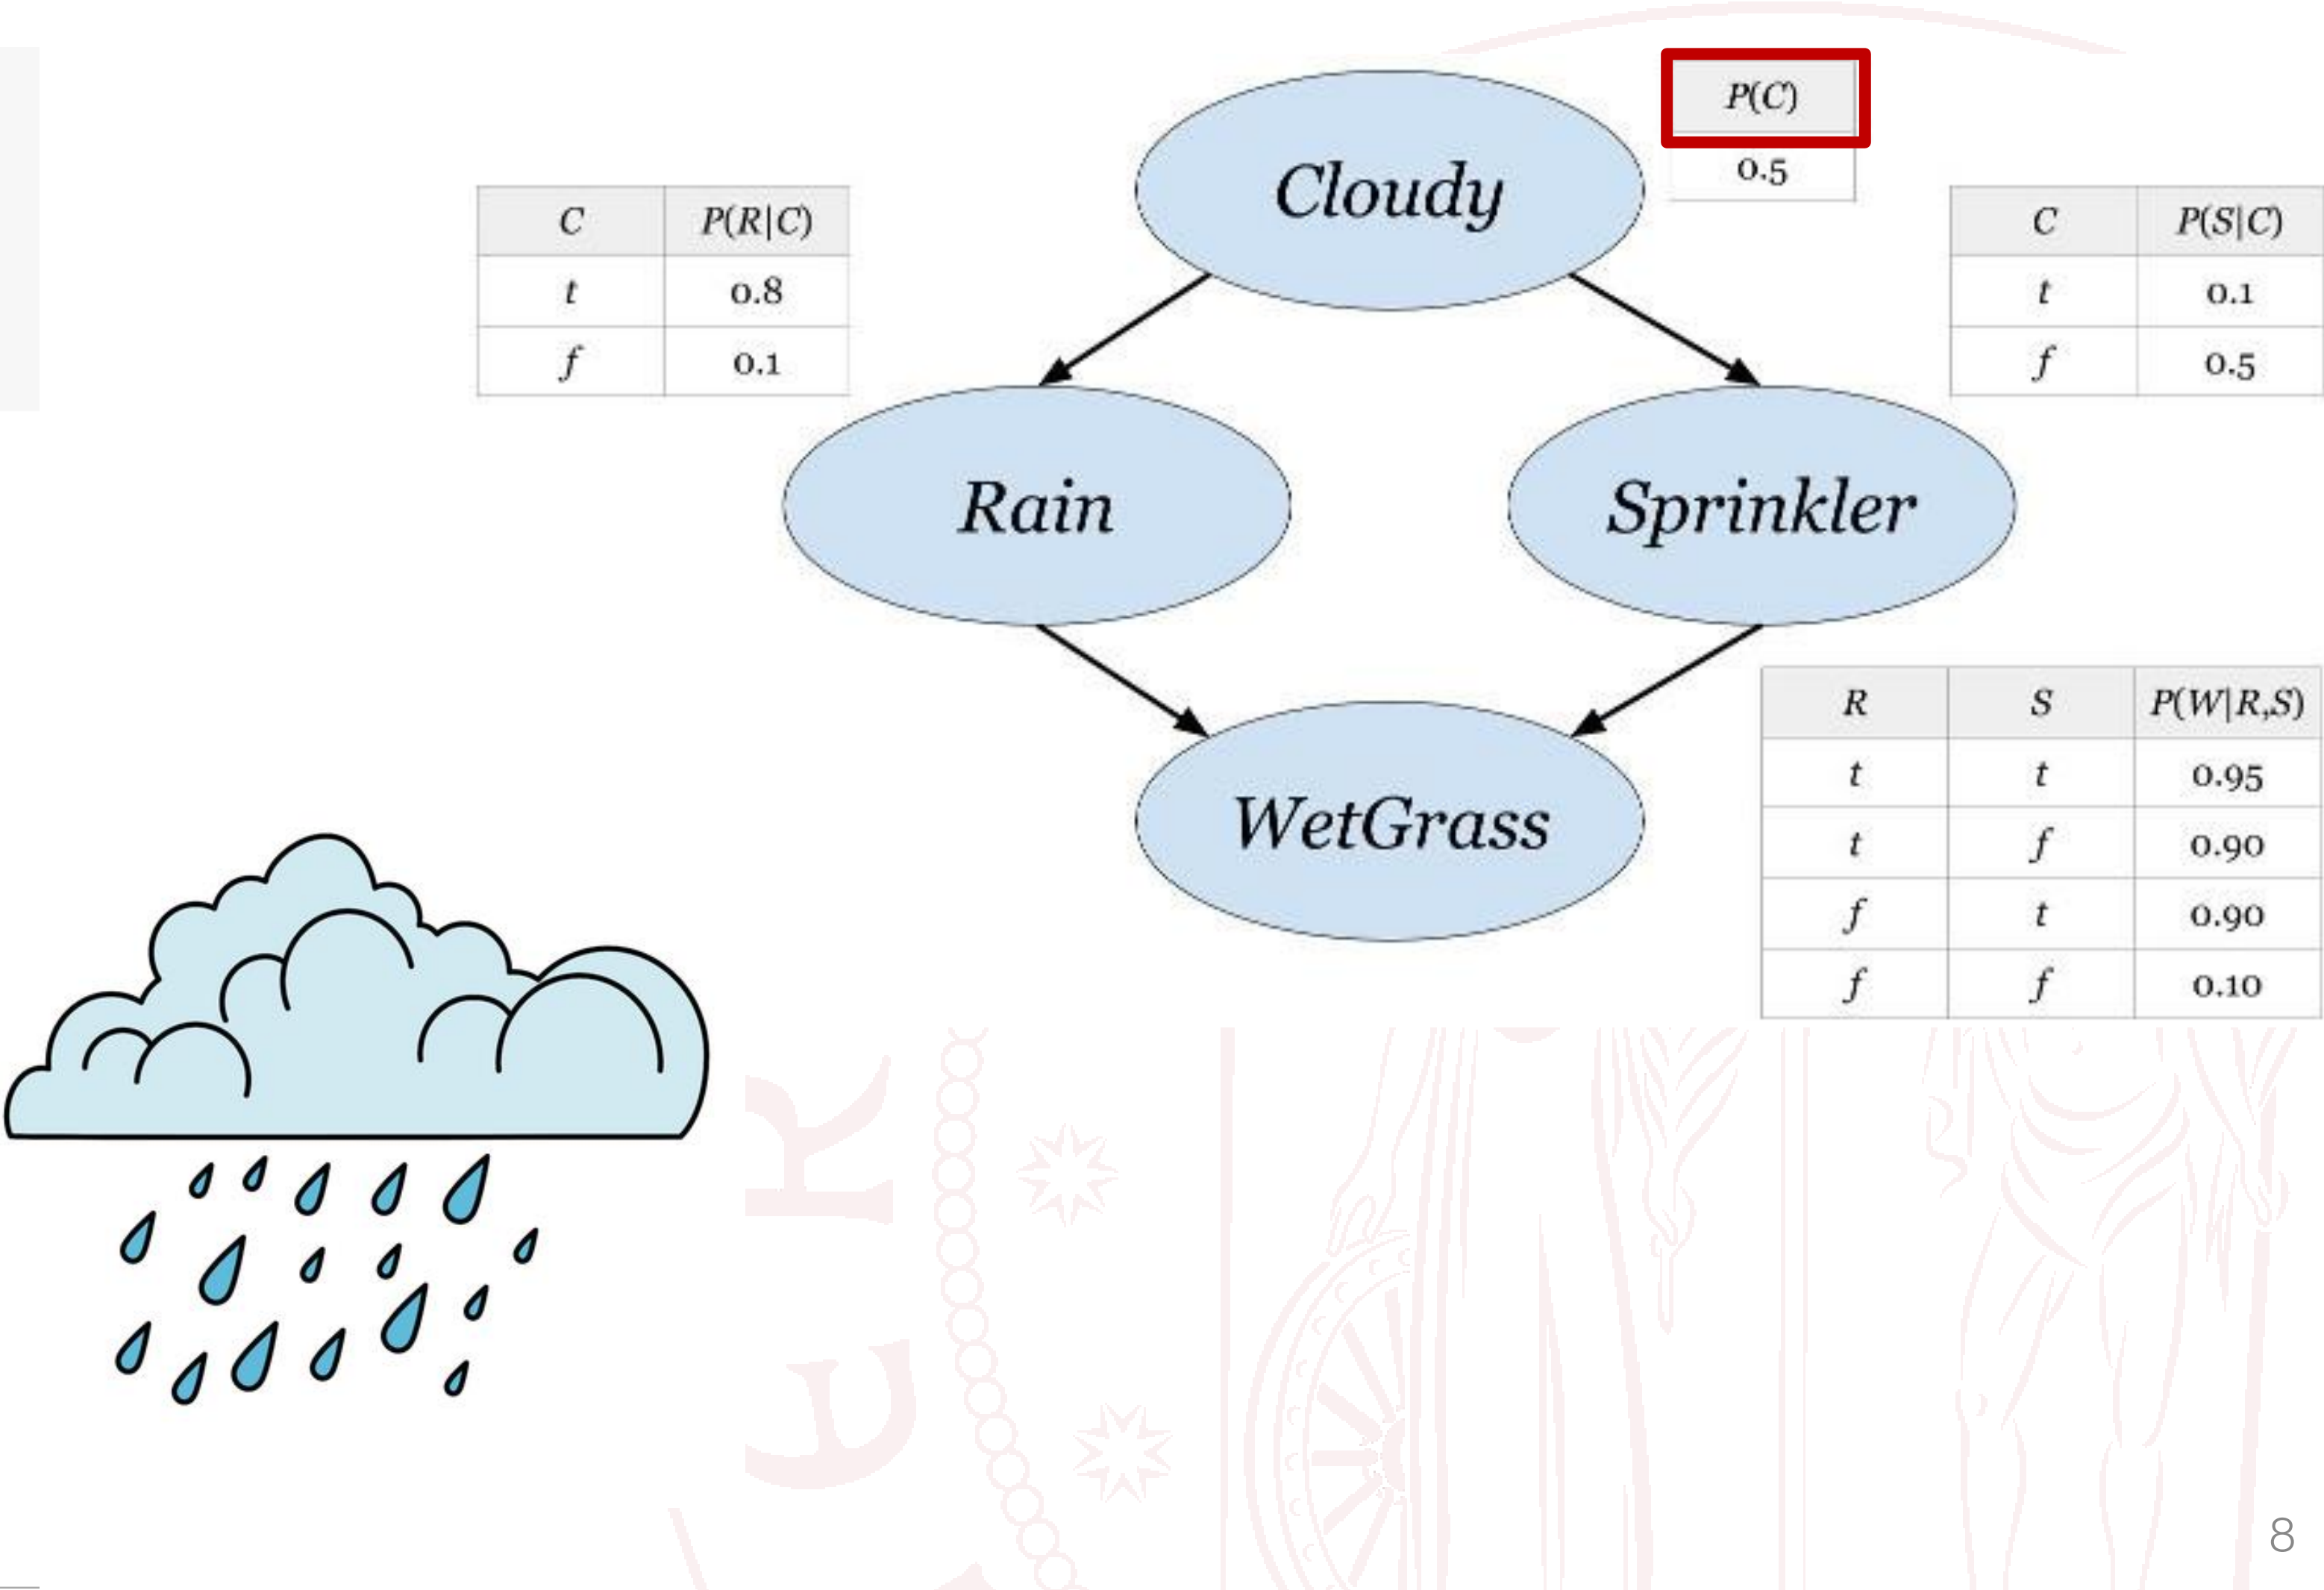 P(C)
0.5
Cloudy
C P(R|C)
t 0.8
f 0.1
C P(S|C)
t 0.1
f 0.5
Rain
Sprinkler
WetGrass
R S P(W|R,S)
t t 0.95
t f 0.90
f t 0.90
f f 0.10
8